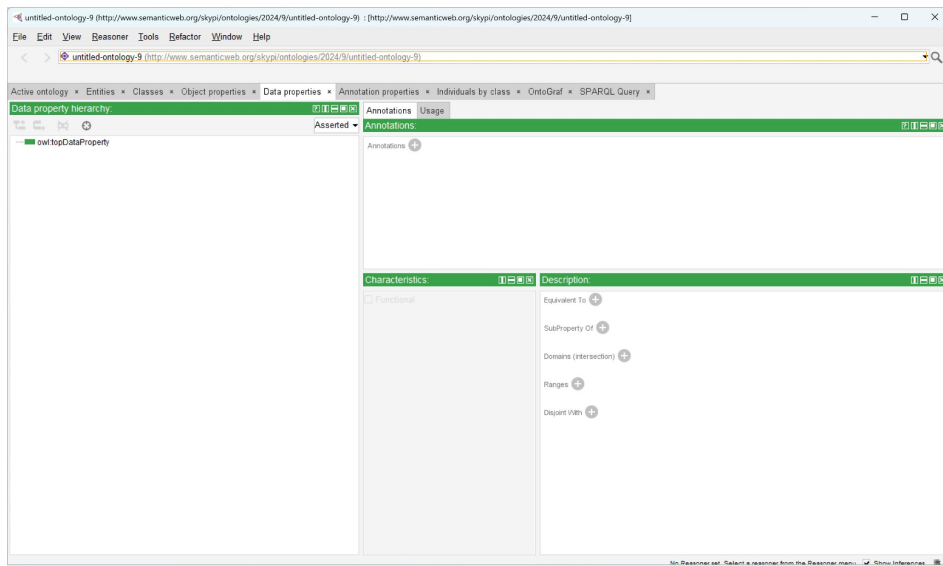 untitled-ontology-9 (http://www.semanticweb.org/skypi/ontologies/2024/9/untitled-ontology-9) : [http://www.semanticweb.org/skypi/ontologies/2024/9/untitled-ontology-9]
File Edit View Reasoner Tools Refactor Window Help
untitled-ontology-9 (http://www.semanticweb.org/skypi/ontologies/2024/9/untitled-ontology-9)
Active ontology × Entities × Classes × Object properties × Data properties × Annotation properties × Individuals by class × OntoGraf × SPARQL Query ×
Data property hierarchy:
Asserted
owl:topDataProperty
Annotations Usage
Annotations:
Annotations
Characteristics:
Functional
Description:
Equivalent To
SubProperty Of
Domains (intersection)
Ranges
Disjoint With
No Reasoner set. Select a reasoner from the Reasoner menu Show Inferences